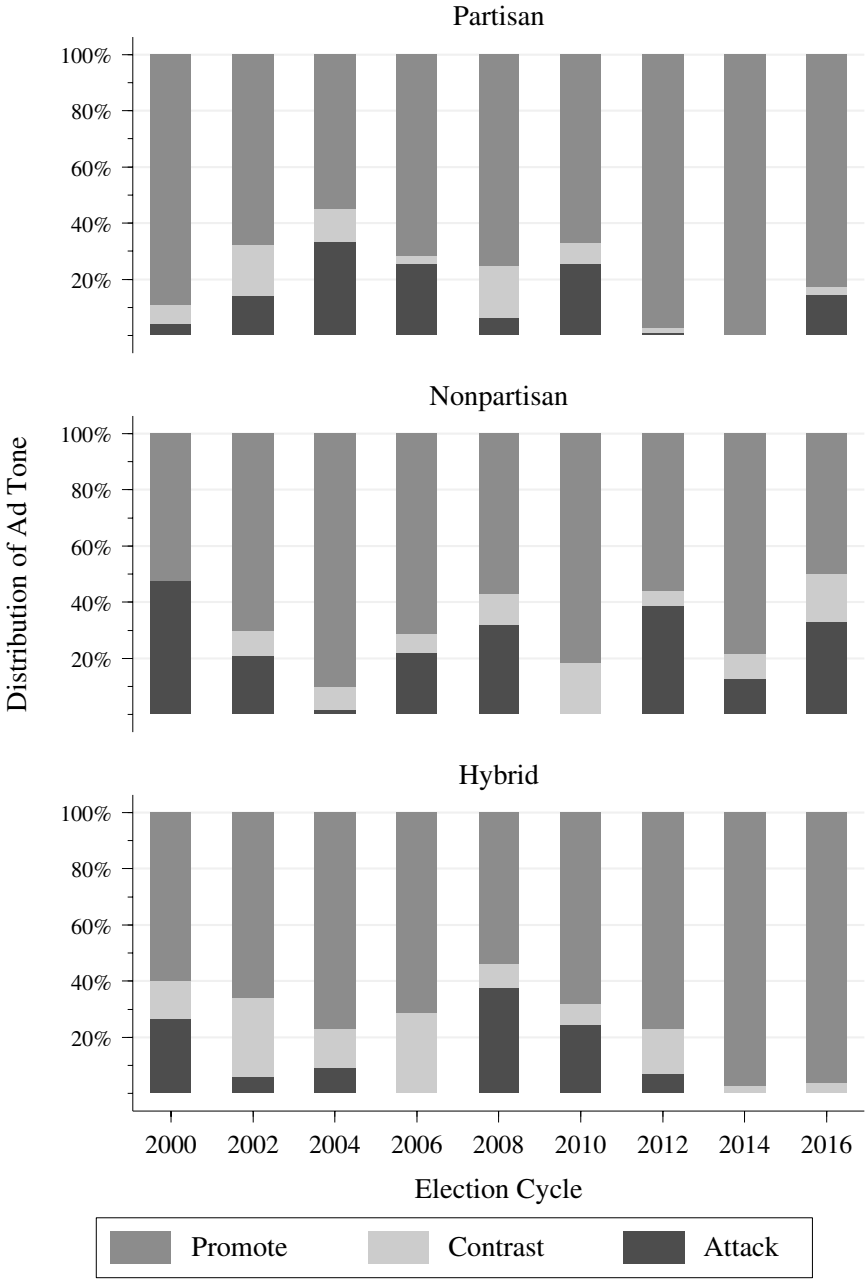 Partisan
100%
80%
60%
40%
20%
Nonpartisan
100%
80%
60%
40%
20%
Distribution of Ad Tone
Hybrid
100%
80%
60%
40%
20%
2000 2002 2004 2006 2008 2010 2012 2014 2016
Election Cycle
Promote Contrast Attack